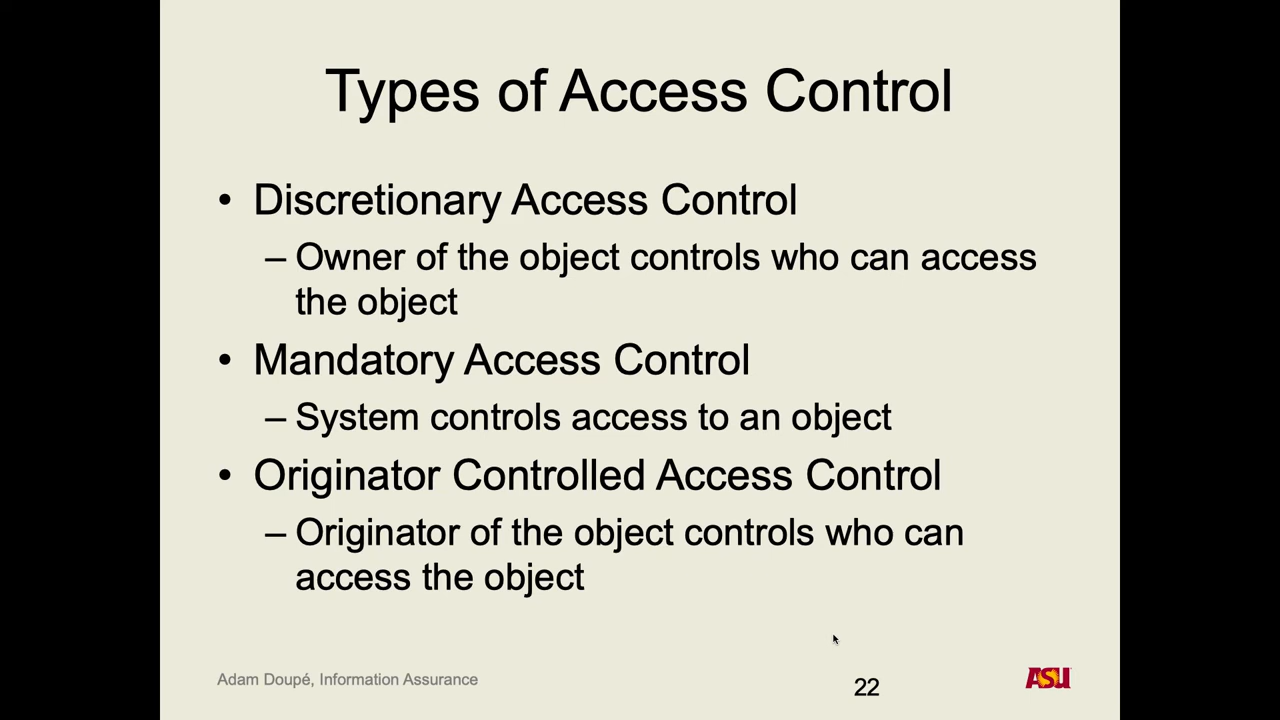 Types of Access Control
• Discretionary Access Control
– Owner of the object controls who can access
the object
• Mandatory Access Control
– System controls access to an object
• Originator Controlled Access Control
– Originator of the object controls who can
access the object
Adam Doupé, Information Assurance
22
ASU